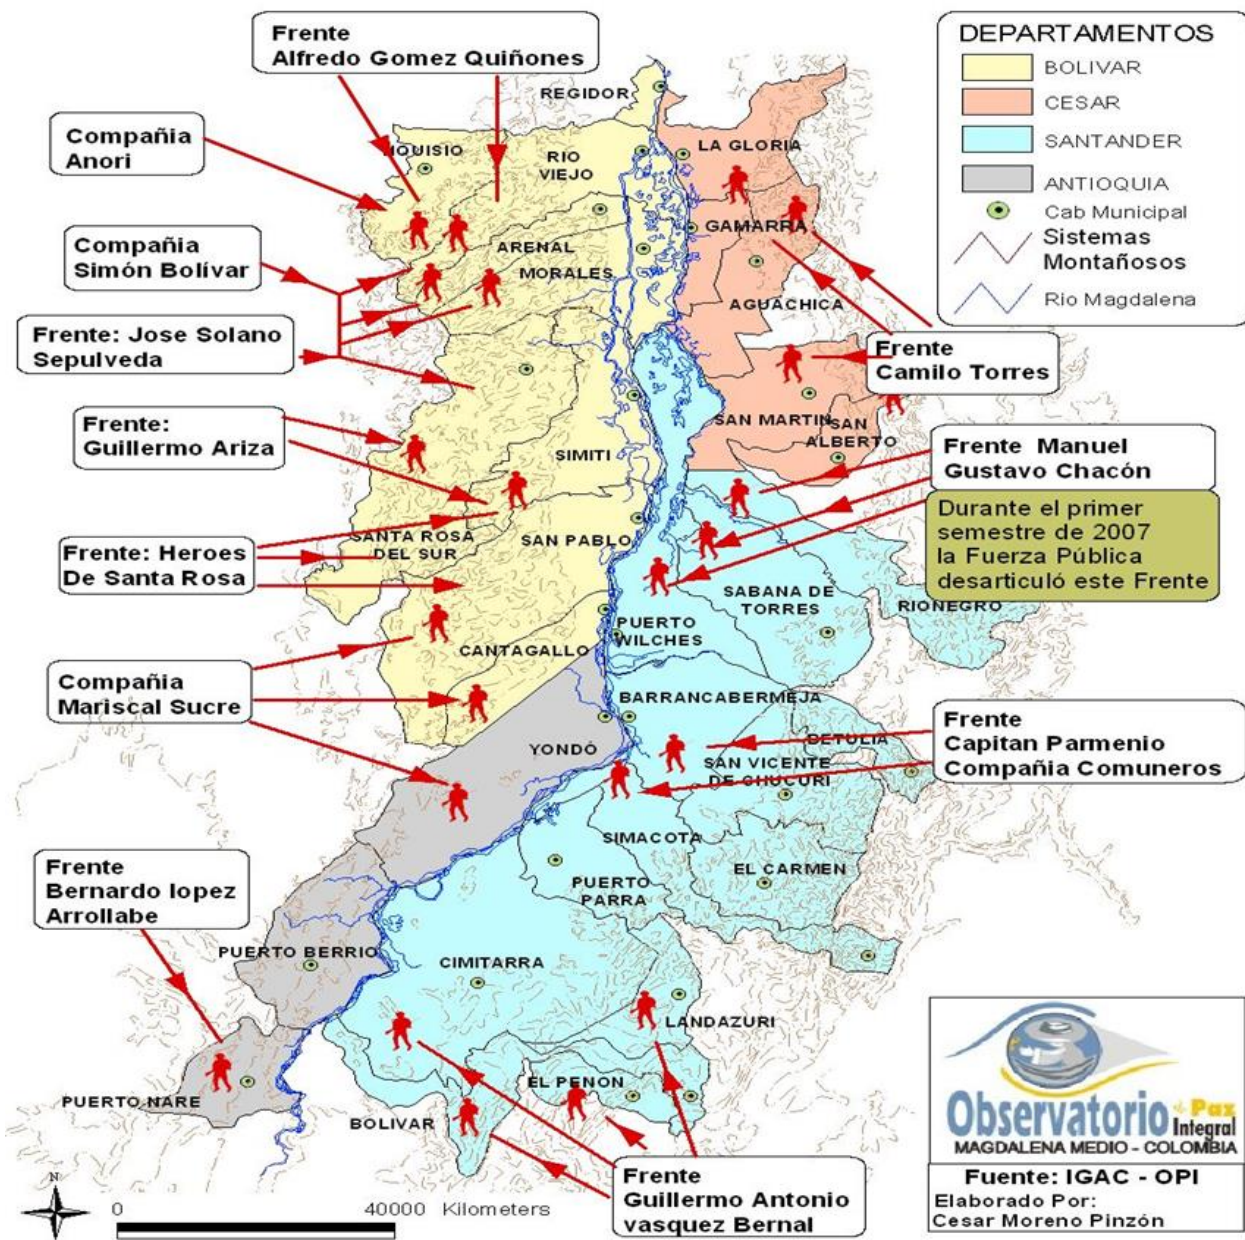 Frente
Alfredo Gomez Quiñones
DEPARTAMENTOS
BOLIVAR
CESAR
SANTANDER
ANTIOQUIA
Cab Municipal
Sistemas
Montañosos
Rio Magdalena
REGIDOR
Compañia
Anori
RIO
VIEJO
LA GLORIA
GAMARRA
Compañia
Simón Bolívar
ARENAL
MORALES
AGUACHICA
Frente: Jose Solano
Sepulveda
Frente
Camilo Torres
Frente:
Guillermo Ariza
SAN MARTIN
SAN
ALBERTO
SIMITI
Frente Manuel
Gustavo Chacón
Durante el primer
semestre de 2007
la Fuerza Pública
desarticuló este Frente
Frente: Heroes
De Santa Rosa
SANTA ROSA
DEL SUR
SAN PABLO
SABANA DE
TORRES
RIONEGRO
PUERTO
WILCHES
CANTAGALLO
Compañia
Mariscal Sucre
BARRANCABERMEJA
YONDÓ
BETULIA
SAN VICENTE
DE CHUCURI
Frente
Capitan Parmenio
Compañia Comuneros
SIMACOTA
EL CARMEN
PUERTO
PARRA
Frente
Bernardo lopez
Arrollabe
PUERTO BERRIO
CIMITARRA
LANDAZURI
PUERTO NARE
EL PEÑON
BOLIVAR
Frente
Guillermo Antonio
vasquez Bernal
N
0 40000 Kilometers
Observatorio de Paz
Integral
MAGDALENA MEDIO - COLOMBIA
Fuente: IGAC - OPI
Elaborado Por:
Cesar Moreno Pinzón